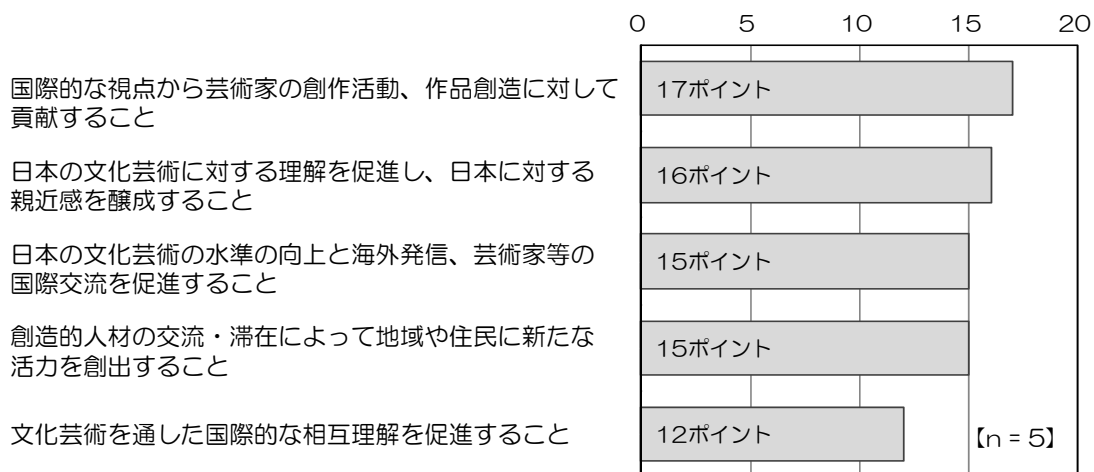 0 5 10 15 20
国際的な視点から芸術家の創作活動、作品創造に対して
貢献すること
17ポイント
日本の文化芸術に対する理解を促進し、日本に対する
親近感を醸成すること
16ポイント
日本の文化芸術の水準の向上と海外発信、芸術家等の
国際交流を促進すること
15ポイント
創造的人材の交流・滞在によって地域や住民に新たな
活力を創出すること
15ポイント
文化芸術を通した国際的な相互理解を促進すること
12ポイント
【n = 5】